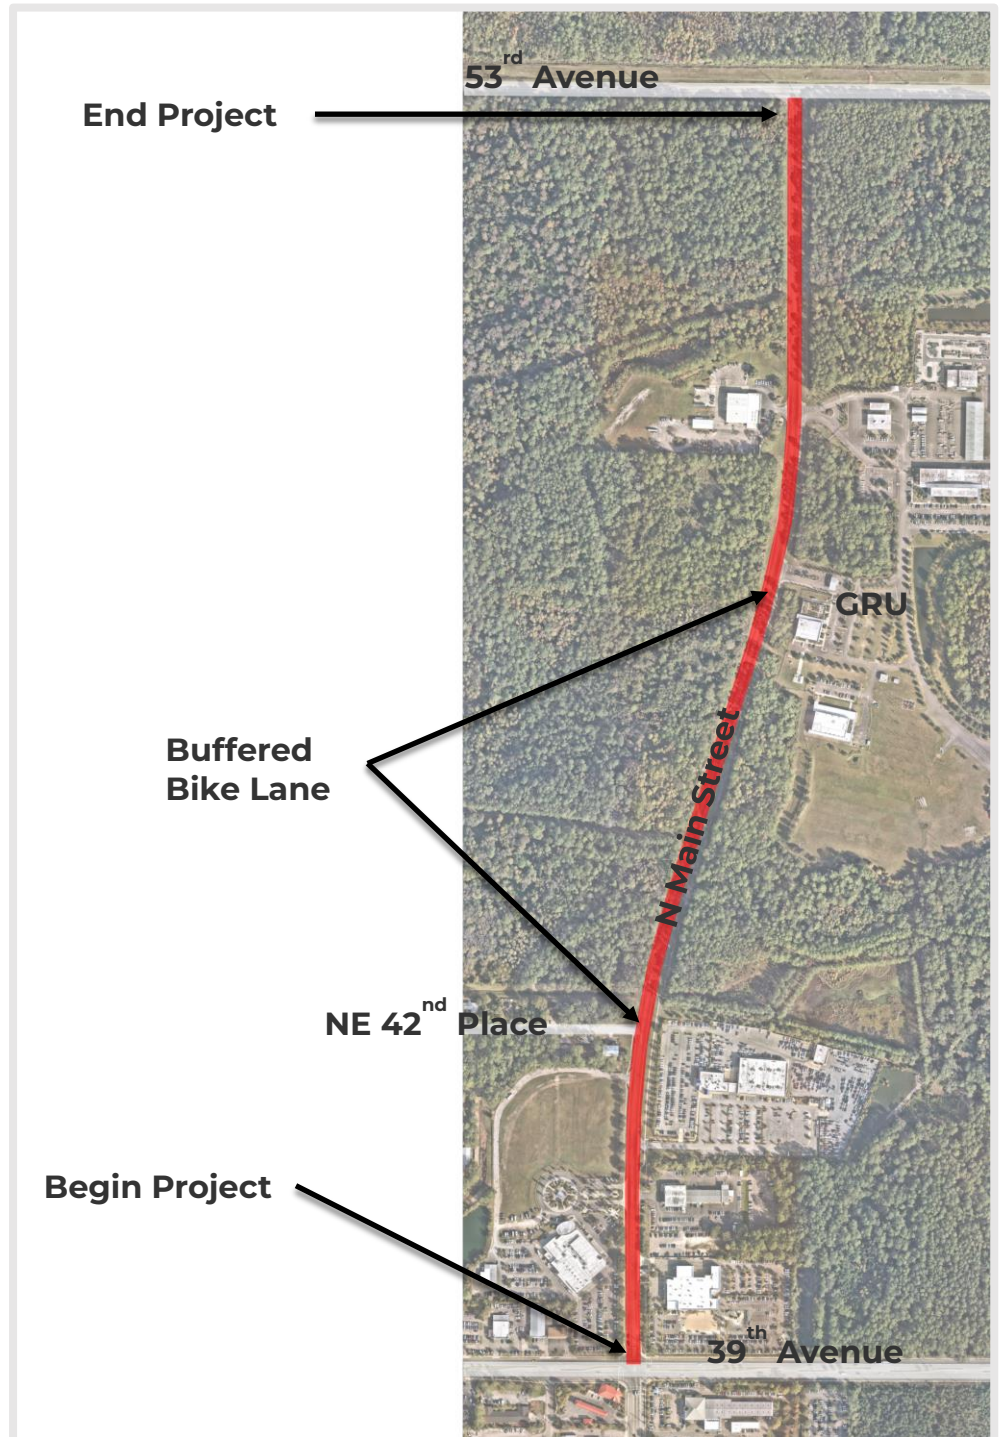 53rd Avenue
End Project
GRU
N Main Street
Buffered
Bike Lane
NE 42nd Place
Begin Project
39th Avenue